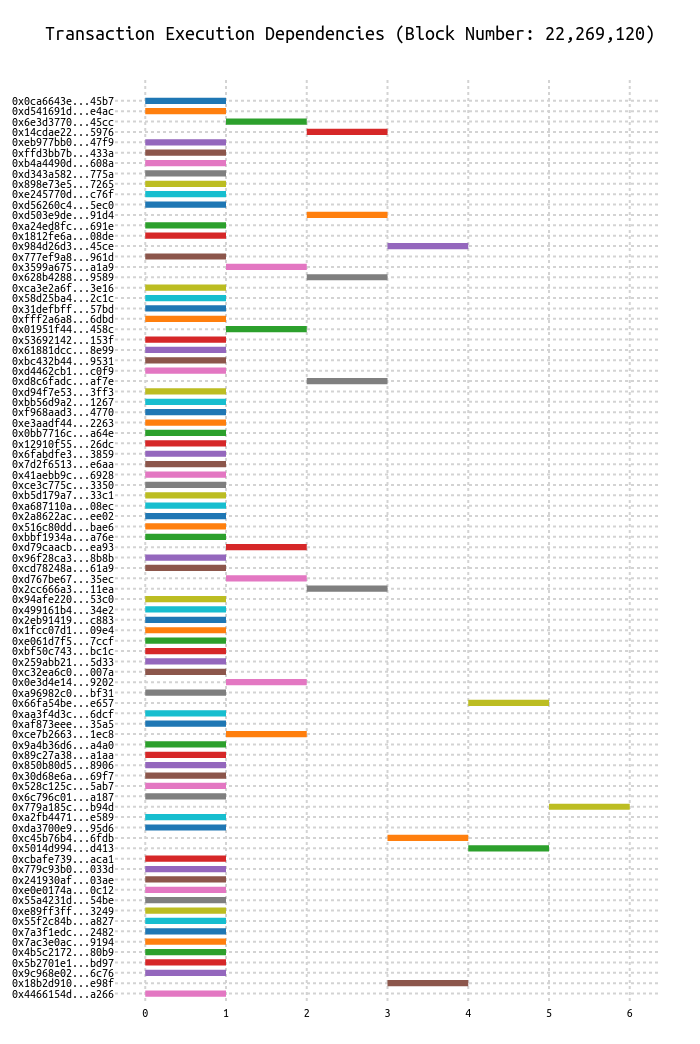 Transaction Execution Dependencies (Block Number: 22,269,120)
0x0ca6643e...45b7
0xd541691d...e4ac
0x6e3d3770...45cc
0x14cdae22...5976
0xeb977bb0...47f9
0xffd3bb7b...433a
0xb4a4490d...608a
0xd343a582...775a
0x898e73e5...7265
0xe245770d...c76f
0xd56260c4...5ec0
0xd503e9de...91d4
0xa24ed8fc...691e
0x1812fe6a...08de
0x984d26d3...45ce
0x777ef9a8...961d
0x3599a675...a1a9
0x628b4288...9589
0xca3e2a6f...3e16
0x58d25ba4...2c1c
0x31defbff...57bd
0xfff2a6a8...6dbd
0x01951f44...458c
0x53692142...153f
0x61881dcc...8e99
0xbc432b44...9531
0xd4462cb1...c0f9
0xd8c6fadc...af7e
0xd94f7e53...3ff3
0xbb56d9a2...1267
0xf968aad3...4770
0xe3aadf44...2263
0x0bb7716c...a64e
0x12910f55...26dc
0x6fabdfe3...3859
0x7d2f6513...e6aa
0x41aebb9c...6928
0xce3c775c...3350
0xb5d179a7...33c1
0xa687110a...08ec
0x2a8622ac...ee02
0x516c80dd...bae6
0xbbf1934a...a76e
0xd79caacb...ea93
0x96f28ca3...8b8b
0xcd78248a...61a9
0xd767be67...35ec
0x2cc666a3...11ea
0x94afe220...53c0
0x499161b4...34e2
0x2eb91419...c883
0x1fcc07d1...09e4
0xe061d7f5...7ccf
0xbf50c743...bc1c
0x259abb21...5d33
0xc32ea6c0...007a
0x0e3d4e14...9202
0xa96982c0...bf31
0x66fa54be...e657
0xaa3f4d3c...6dcf
0xaf873eee...35a5
0xce7b2663...1ec8
0x9a4b36d6...a4a0
0x89c27a38...a1aa
0x850b80d5...8906
0x30d68e6a...69f7
0x528c125c...5ab7
0x6c796c01...a187
0x779a185c...b94d
0xa2fb4471...e589
0xda3700e9...95d6
0xc45b76b4...6fdb
0x5014d994...d413
0xcbafe739...aca1
0x779c93b0...033d
0x241930af...03ae
0xe0e0174a...0c12
0x55a4231d...54be
0xe89ff3ff...3249
0x55f2c84b...a827
0x7a3f1edc...2482
0x7ac3e0ac...9194
0x4b5c2172...80b9
0x5b2701e1...bd97
0x9c968e02...6c76
0x18b2d910...e98f
0x4466154d...a266
0 1 2 3 4 5 6